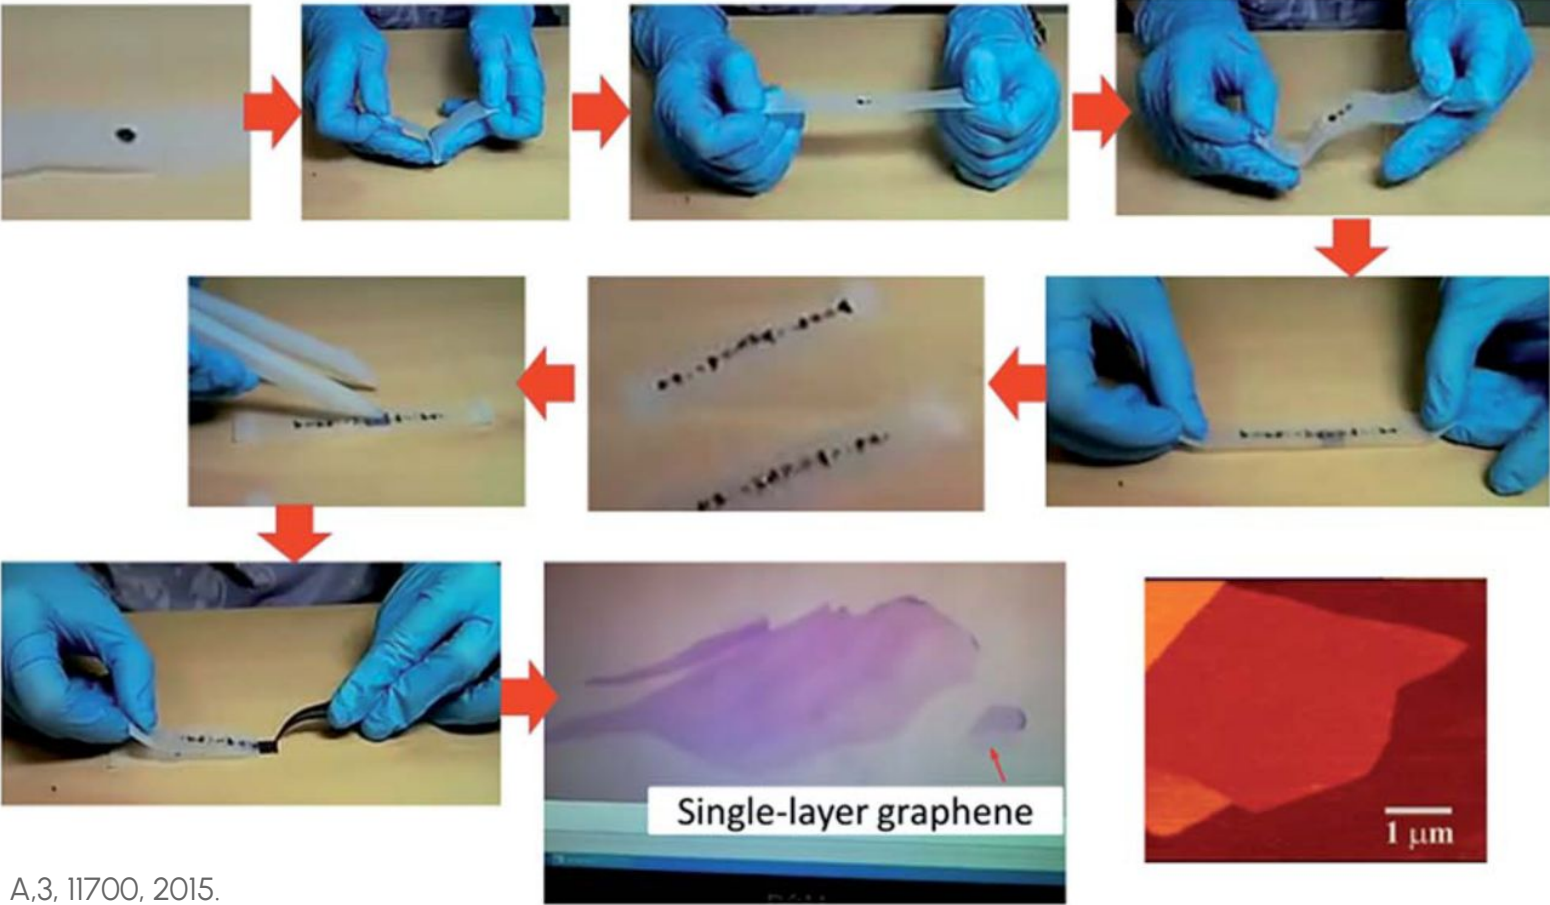 Single-layer graphene
1 μm
A,3, 11700, 2015.